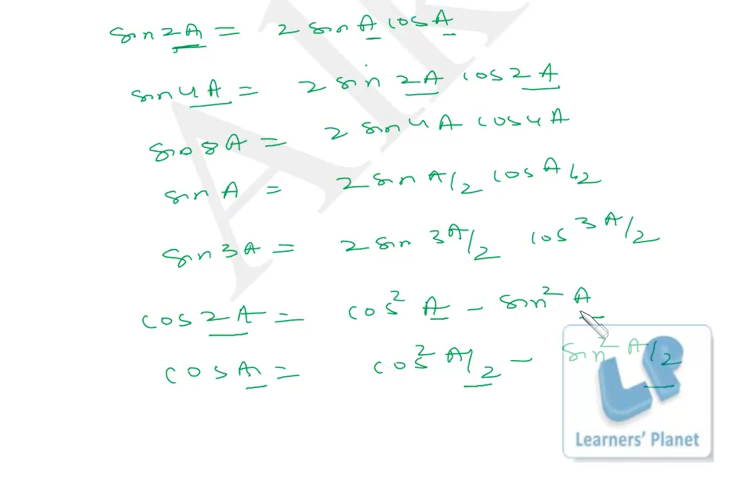 sin 2A = 2 sin A cos A
sin 4A = 2 sin 2A cos 2A
sin 8A = 2 sin 4A cos 4A
sin A = 2 sin A/2 cos A/2
sin 3A = 2 sin 3A/2 cos 3A/2
cos 2A = cos² A - sin² A
cos A = cos² A/2 - sin² A/2
LP
Learners' Planet